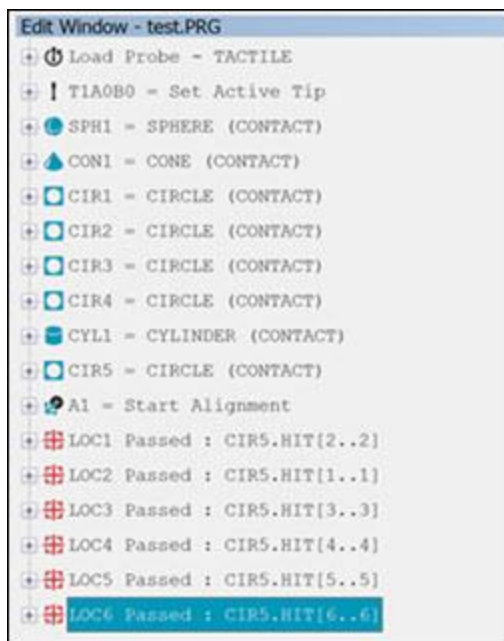 Edit Window - test.PRG
Load Probe - TACTILE
T1A0B0 = Set Active Tip
SPH1 = SPHERE (CONTACT)
CON1 = CONE (CONTACT)
CIR1 = CIRCLE (CONTACT)
CIR2 = CIRCLE (CONTACT)
CIR3 = CIRCLE (CONTACT)
CIR4 = CIRCLE (CONTACT)
CYL1 = CYLINDER (CONTACT)
CIR5 = CIRCLE (CONTACT)
A1 = Start Alignment
LOC1 Passed : CIR5.HIT[2..2]
LOC2 Passed : CIR5.HIT[1..1]
LOC3 Passed : CIR5.HIT[3..3]
LOC4 Passed : CIR5.HIT[4..4]
LOC5 Passed : CIR5.HIT[5..5]
LOC6 Passed : CIR5.HIT[6..6]